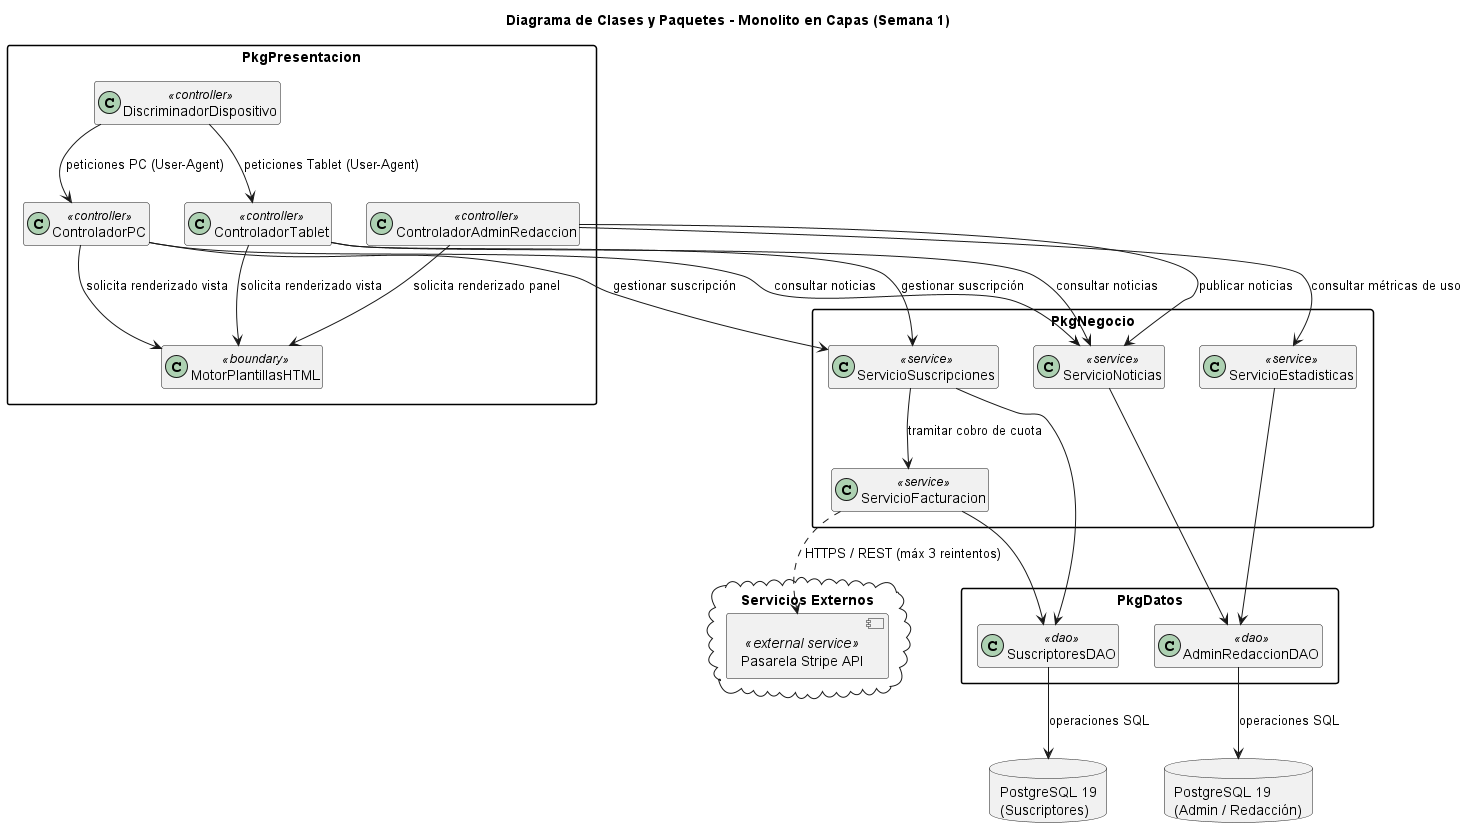 Diagrama de Clases y Paquetes - Monolito en Capas (Semana 1)
PkgPresentacion
C
«controller»
DiscriminadorDispositivo
peticiones PC (User-Agent)
peticiones Tablet (User-Agent)
C
«controller»
ControladorPC
C
«controller»
ControladorTablet
C
«controller»
ControladorAdminRedaccion
solicita renderizado vista
solicita renderizado vista
solicita renderizado panel
gestionar suscripción
consultar noticias
gestionar suscripción
consultar noticias
publicar noticias
consultar métricas de uso
C
«boundary»
MotorPlantillasHTML
PkgNegocio
C
«service»
ServicioSuscripciones
C
«service»
ServicioNoticias
C
«service»
ServicioEstadisticas
tramitar cobro de cuota
C
«service»
ServicioFacturacion
HTTPS / REST (máx 3 reintentos)
Servicios Externos
«external service»
Pasarela Stripe API
PkgDatos
C
«dao»
SuscriptoresDAO
C
«dao»
AdminRedaccionDAO
operaciones SQL
operaciones SQL
PostgreSQL 19
(Suscriptores)
PostgreSQL 19
(Admin / Redacción)